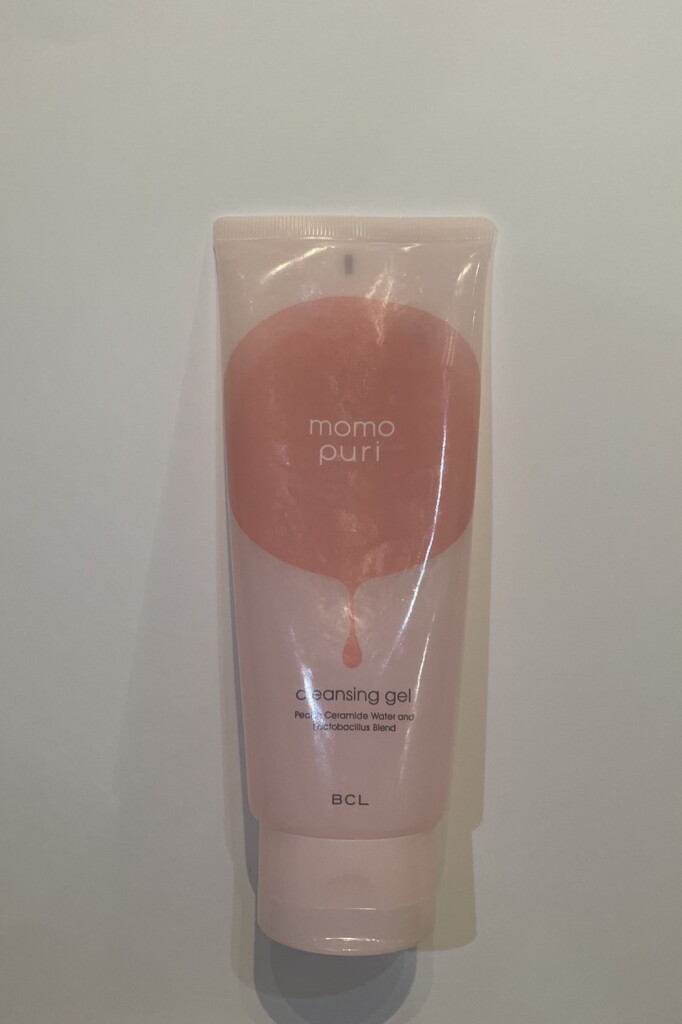 momo
puri
cleansing gel
Peach Ceramide Water and
Lactobacillus Blend
BCL